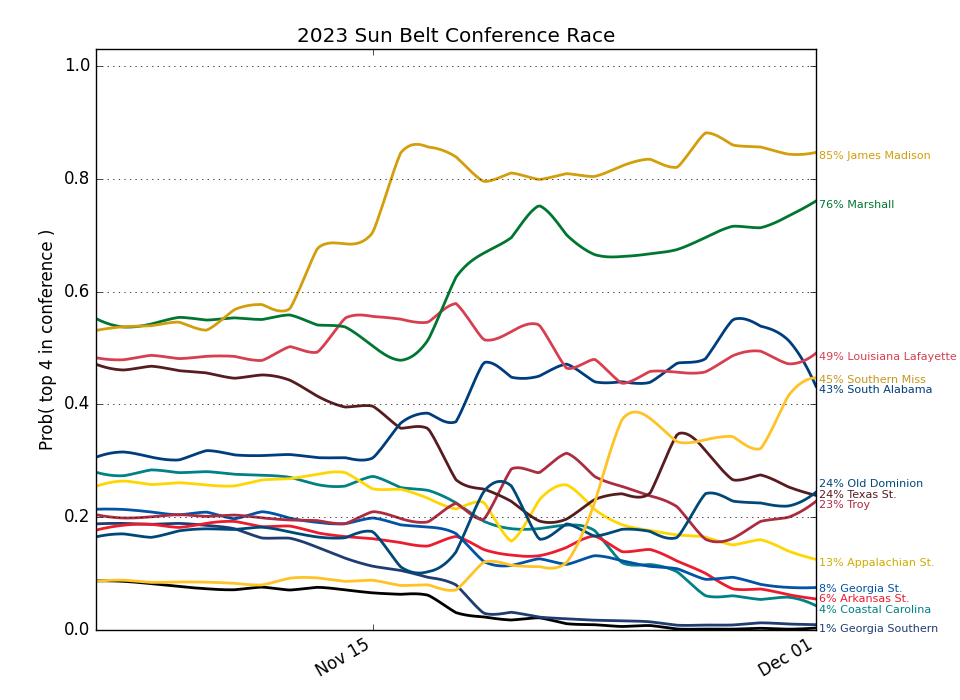 2023 Sun Belt Conference Race
Prob( top 4 in conference )
1.0
0.8
0.6
0.4
0.2
0.0
Nov 15
Dec 01
85% James Madison
76% Marshall
49% Louisiana Lafayette
45% Southern Miss
43% South Alabama
24% Old Dominion
24% Texas St.
23% Troy
13% Appalachian St.
8% Georgia St.
6% Arkansas St.
4% Coastal Carolina
1% Georgia Southern